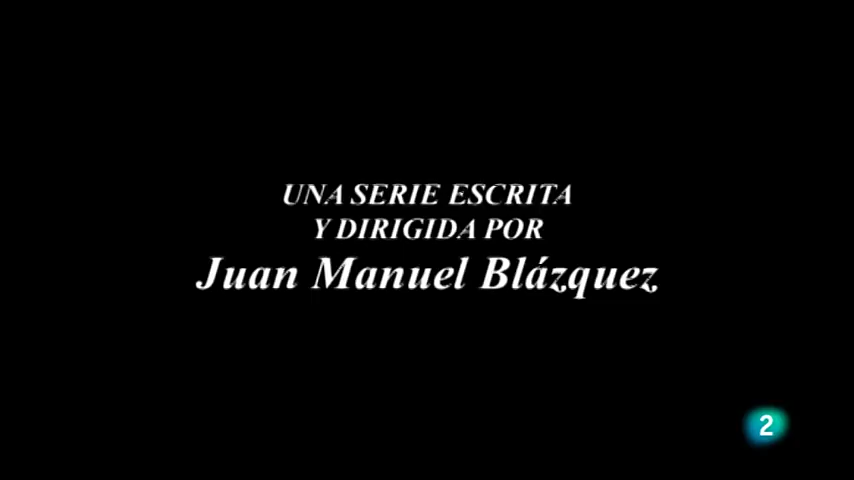 UNA SERIE ESCRITA
Y DIRIGIDA POR
Juan Manuel Blázquez
2